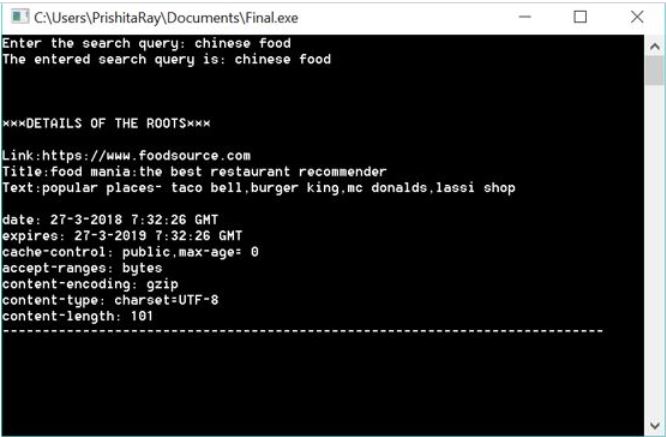 C:\Users\PrishitaRay\Documents\Final.exe
Enter the search query: chinese food
The entered search query is: chinese food
×××DETAILS OF THE ROOTS×××
Link:https://www.foodsource.com
Title:food mania:the best restaurant recommender
Text:popular places- taco bell,burger king,mc donalds,lassi shop
date: 27-3-2018 7:32:26 GMT
expires: 27-3-2019 7:32:26 GMT
cache-control: public,max-age= 0
accept-ranges: bytes
content-encoding: gzip
content-type: charset=UTF-8
content-length: 101
---------------------------------------------------------------------------